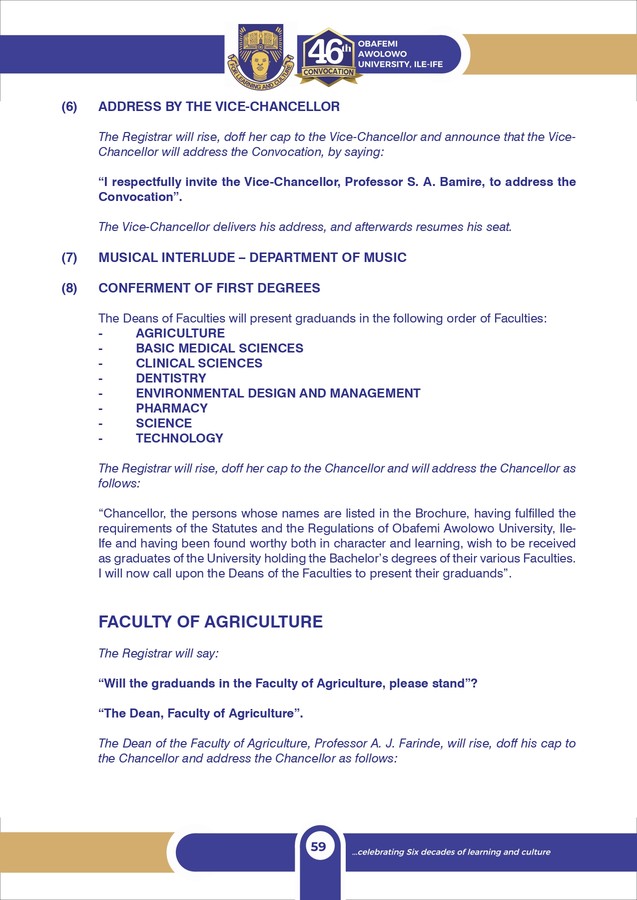 FOR LEARNING AND CULTURE
46th
CONVOCATION
OBAFEMI
AWOLOWO
UNIVERSITY, ILE-IFE
(6) ADDRESS BY THE VICE-CHANCELLOR
The Registrar will rise, doff her cap to the Vice-Chancellor and announce that the Vice-
Chancellor will address the Convocation, by saying:
“I respectfully invite the Vice-Chancellor, Professor S. A. Bamire, to address the
Convocation”.
The Vice-Chancellor delivers his address, and afterwards resumes his seat.
(7) MUSICAL INTERLUDE – DEPARTMENT OF MUSIC
(8) CONFERMENT OF FIRST DEGREES
The Deans of Faculties will present graduands in the following order of Faculties:
- AGRICULTURE
- BASIC MEDICAL SCIENCES
- CLINICAL SCIENCES
- DENTISTRY
- ENVIRONMENTAL DESIGN AND MANAGEMENT
- PHARMACY
- SCIENCE
- TECHNOLOGY
The Registrar will rise, doff her cap to the Chancellor and will address the Chancellor as
follows:
“Chancellor, the persons whose names are listed in the Brochure, having fulfilled the
requirements of the Statutes and the Regulations of Obafemi Awolowo University, Ile-
Ife and having been found worthy both in character and learning, wish to be received
as graduates of the University holding the Bachelor’s degrees of their various Faculties.
I will now call upon the Deans of the Faculties to present their graduands”.
FACULTY OF AGRICULTURE
The Registrar will say:
“Will the graduands in the Faculty of Agriculture, please stand”?
“The Dean, Faculty of Agriculture”.
The Dean of the Faculty of Agriculture, Professor A. J. Farinde, will rise, doff his cap to
the Chancellor and address the Chancellor as follows:
59
...celebrating Six decades of learning and culture